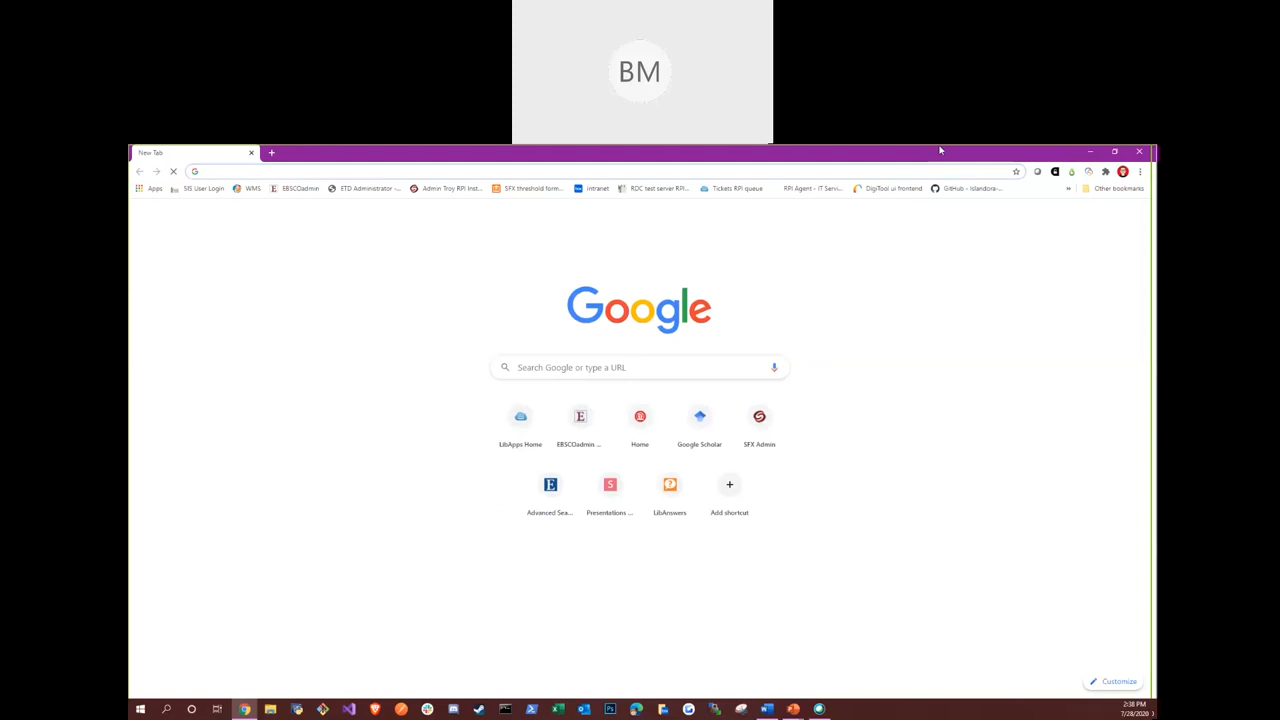 BM
New Tab
Apps SIS User Login WMS EBSCOadmin ETD Administrator -... Admin Troy RPI Inst... SFX threshold form... intranet RDC test server RPI... Tickets RPI queue RPI Agent - IT Servi... DigiTool ui frontend GitHub - Islandora-... » Other bookmarks
Google
Search Google or type a URL
LibApps Home EBSCOadmin ... Home Google Scholar SFX Admin
Advanced Sea... Presentations ... LibAnswers Add shortcut
Customize
2:38 PM
7/28/2020